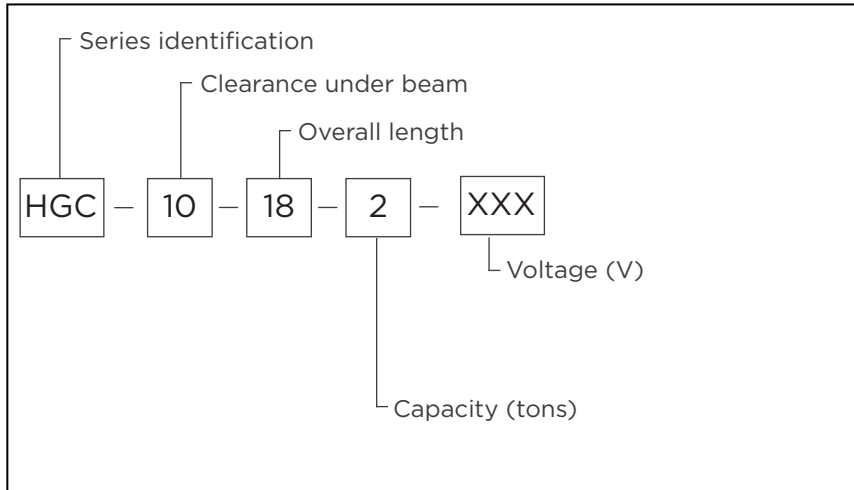 Series identification
Clearance under beam
Overall length
HGC – 10 – 18 – 2 – XXX
Voltage (V)
Capacity (tons)